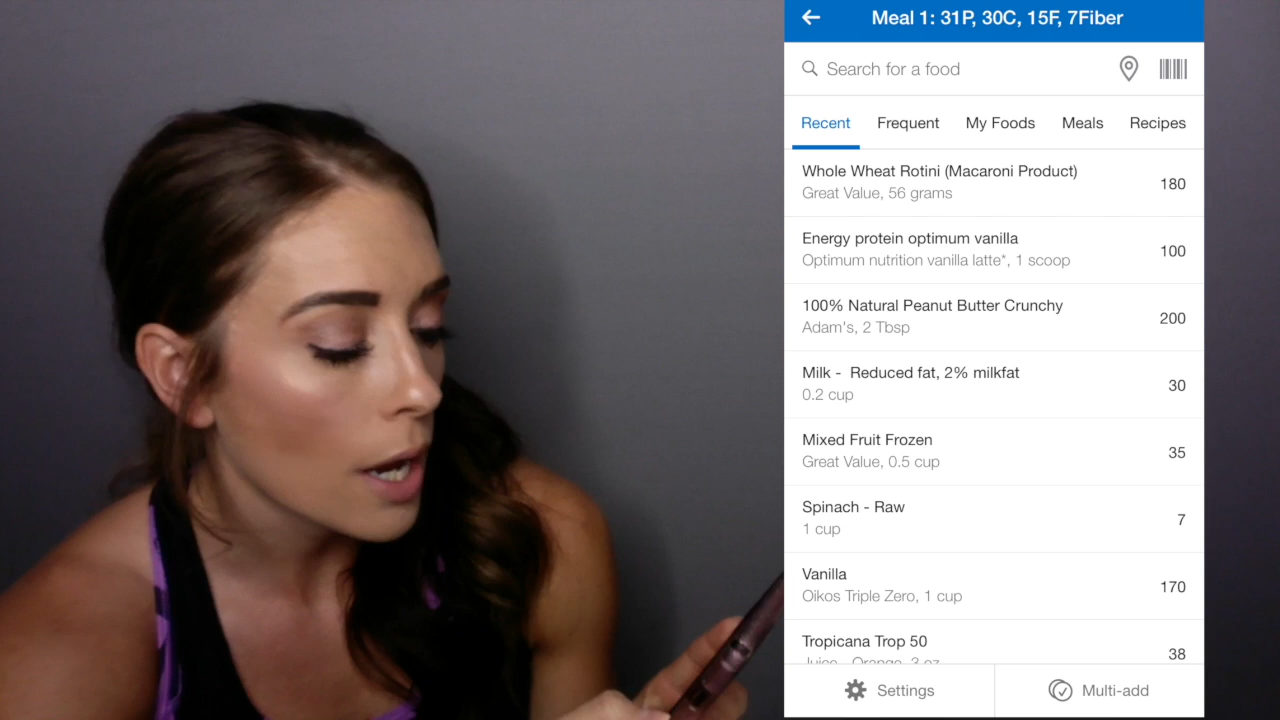 Meal 1: 31P, 30C, 15F, 7Fiber
Search for a food
Recent Frequent My Foods Meals Recipes
Whole Wheat Rotini (Macaroni Product)
Great Value, 56 grams
180
Energy protein optimum vanilla
Optimum nutrition vanilla latte*, 1 scoop
100
100% Natural Peanut Butter Crunchy
Adam's, 2 Tbsp
200
Milk -  Reduced fat, 2% milkfat
0.2 cup
30
Mixed Fruit Frozen
Great Value, 0.5 cup
35
Spinach - Raw
1 cup
7
Vanilla
Oikos Triple Zero, 1 cup
170
Tropicana Trop 50
Juice - Orange, 3 oz
38
Settings
Multi-add